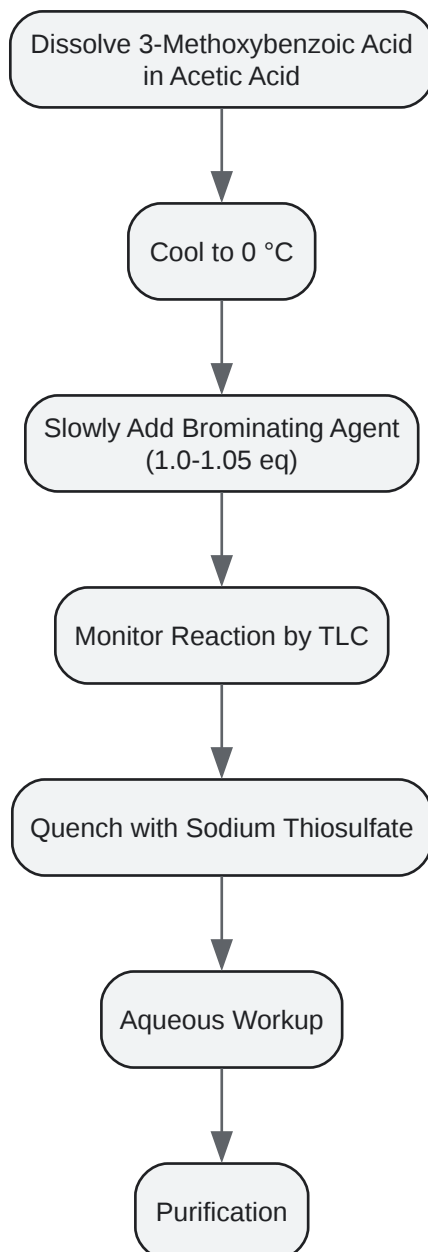 Dissolve 3-Methoxybenzoic Acid
in Acetic Acid
Cool to 0 °C
Slowly Add Brominating Agent
(1.0-1.05 eq)
Monitor Reaction by TLC
Quench with Sodium Thiosulfate
Aqueous Workup
Purification